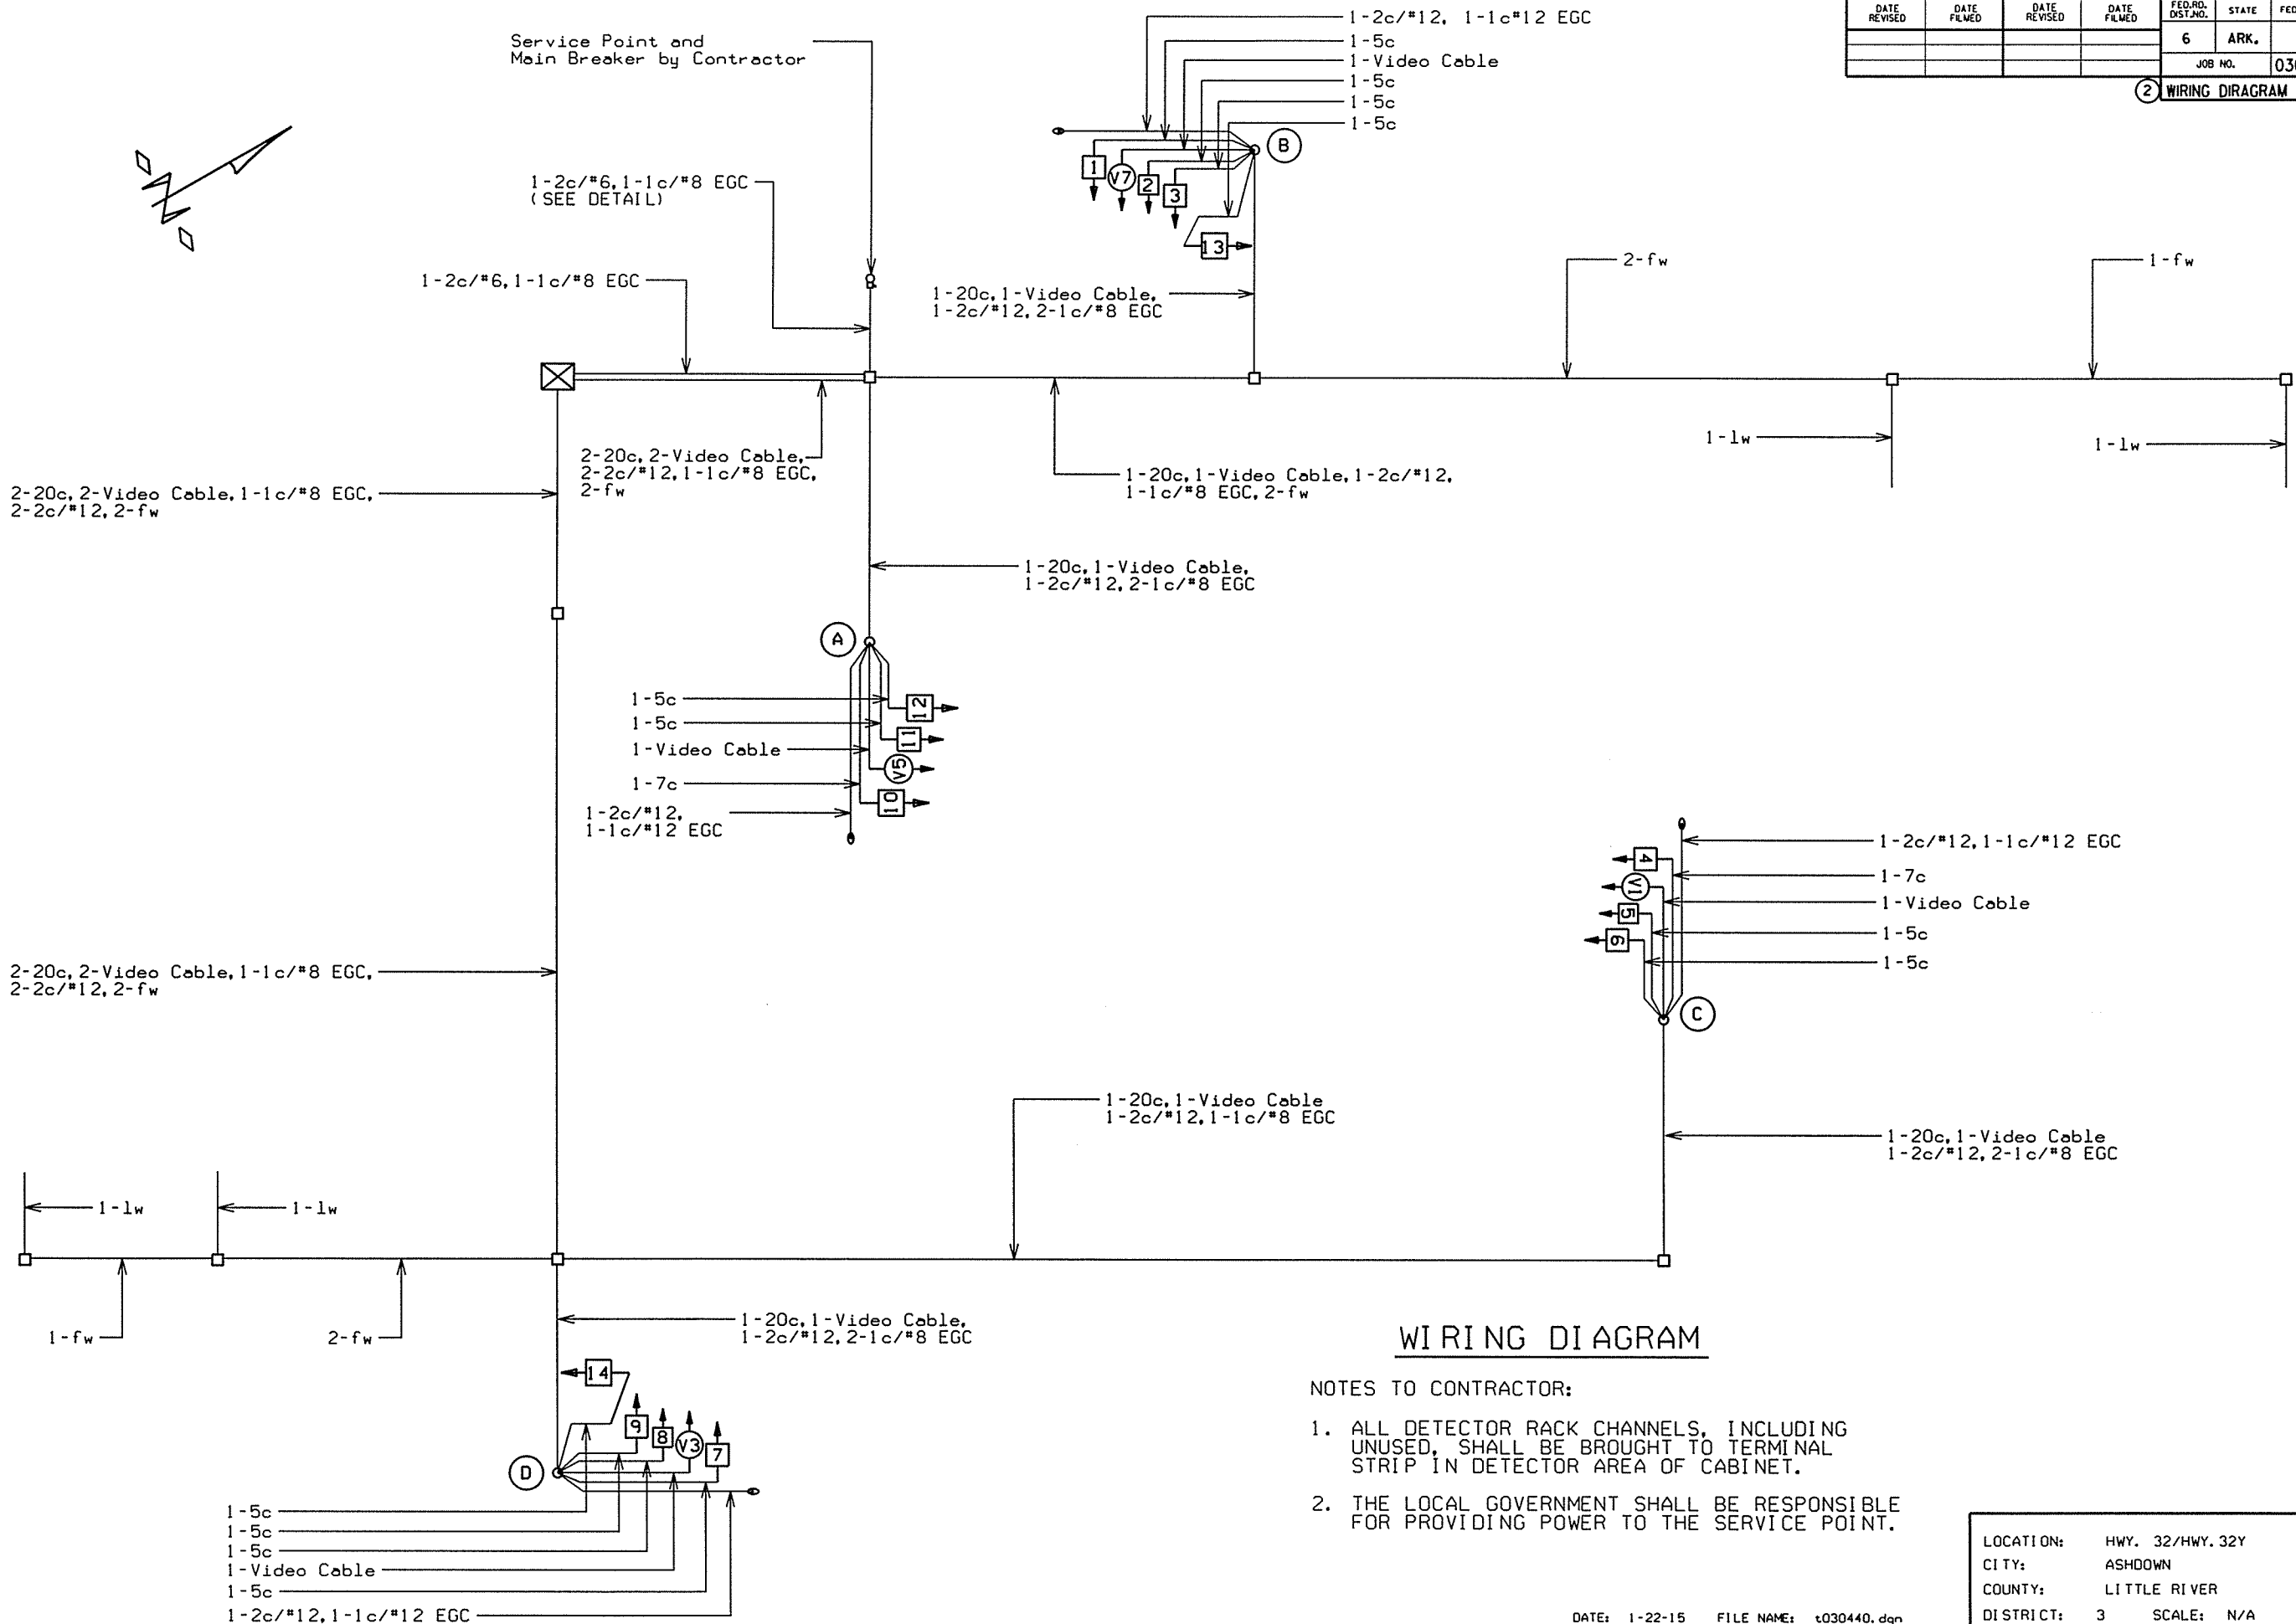 DATE REVISED
DATE FILMED
DATE REVISED
DATE FILMED
FED.RD. DIST.NO.
STATE
FED
6
ARK.
JOB NO.
030
2 WIRING DIRAGRAM
Service Point and
Main Breaker by Contractor
1-2c/#12, 1-1c#12 EGC
1-5c
1-Video Cable
1-5c
1-5c
1-5c
B
1
V7
2
3
13
1-2c/#6,1-1c/#8 EGC
(SEE DETAIL)
1-2c/#6,1-1c/#8 EGC
1-20c,1-Video Cable,
1-2c/#12,2-1c/#8 EGC
2-fw
1-fw
1-lw
1-lw
2-20c,2-Video Cable,
2-2c/#12,1-1c/#8 EGC,
2-fw
1-20c,1-Video Cable,1-2c/#12,
1-1c/#8 EGC,2-fw
2-20c,2-Video Cable,1-1c/#8 EGC,
2-2c/#12,2-fw
1-20c,1-Video Cable,
1-2c/#12,2-1c/#8 EGC
A
1-5c
12
1-5c
11
1-Video Cable
V5
1-7c
10
1-2c/#12,
1-1c/#12 EGC
1-2c/#12,1-1c/#12 EGC
4
1-7c
V1
1-Video Cable
5
1-5c
6
1-5c
C
2-20c,2-Video Cable,1-1c/#8 EGC,
2-2c/#12,2-fw
1-20c,1-Video Cable
1-2c/#12,1-1c/#8 EGC
1-20c,1-Video Cable
1-2c/#12,2-1c/#8 EGC
1-lw
1-lw
1-fw
2-fw
1-20c,1-Video Cable,
1-2c/#12,2-1c/#8 EGC
14
9
8
V3
7
D
1-5c
1-5c
1-5c
1-Video Cable
1-5c
1-2c/#12,1-1c/#12 EGC
WIRING DIAGRAM
NOTES TO CONTRACTOR:
1. ALL DETECTOR RACK CHANNELS, INCLUDING
UNUSED, SHALL BE BROUGHT TO TERMINAL
STRIP IN DETECTOR AREA OF CABINET.
2. THE LOCAL GOVERNMENT SHALL BE RESPONSIBLE
FOR PROVIDING POWER TO THE SERVICE POINT.
LOCATION: HWY. 32/HWY.32Y
CITY: ASHDOWN
COUNTY: LITTLE RIVER
DISTRICT: 3 SCALE: N/A
DATE: 1-22-15 FILE NAME: t030440.dgn